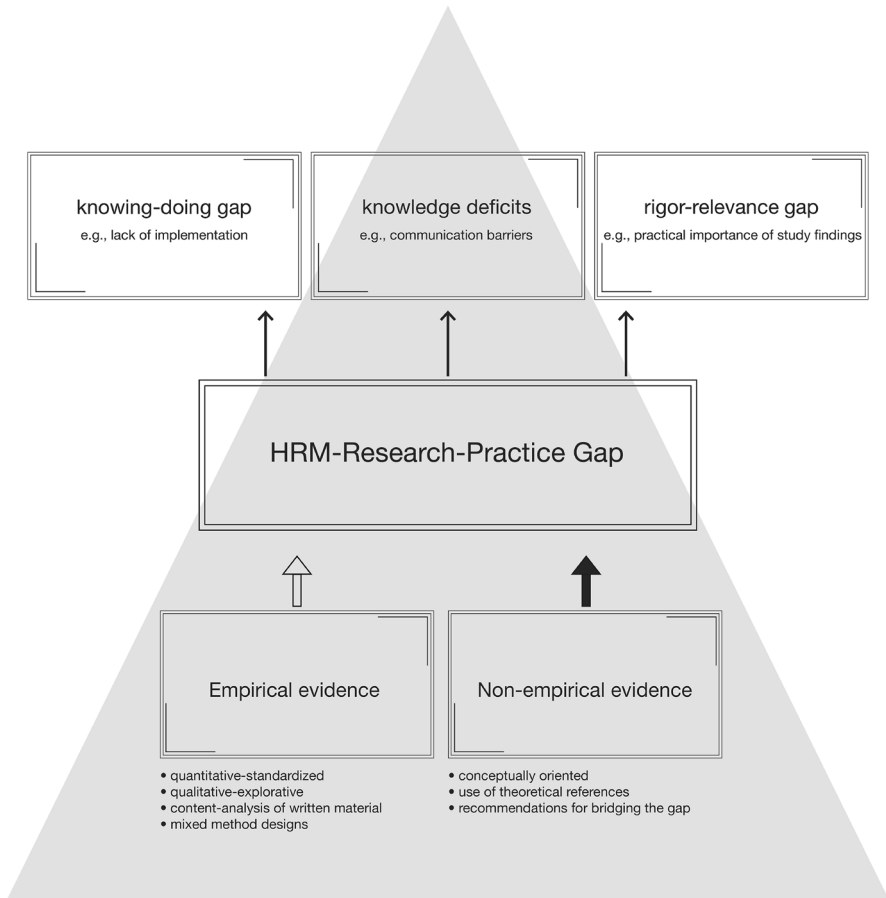 knowing-doing gap
e.g., lack of implementation
knowledge deficits
e.g., communication barriers
rigor-relevance gap
e.g., practical importance of study findings
HRM-Research-Practice Gap
Empirical evidence
Non-empirical evidence
• quantitative-standardized
• qualitative-explorative
• content-analysis of written material
• mixed method designs
• conceptually oriented
• use of theoretical references
• recommendations for bridging the gap